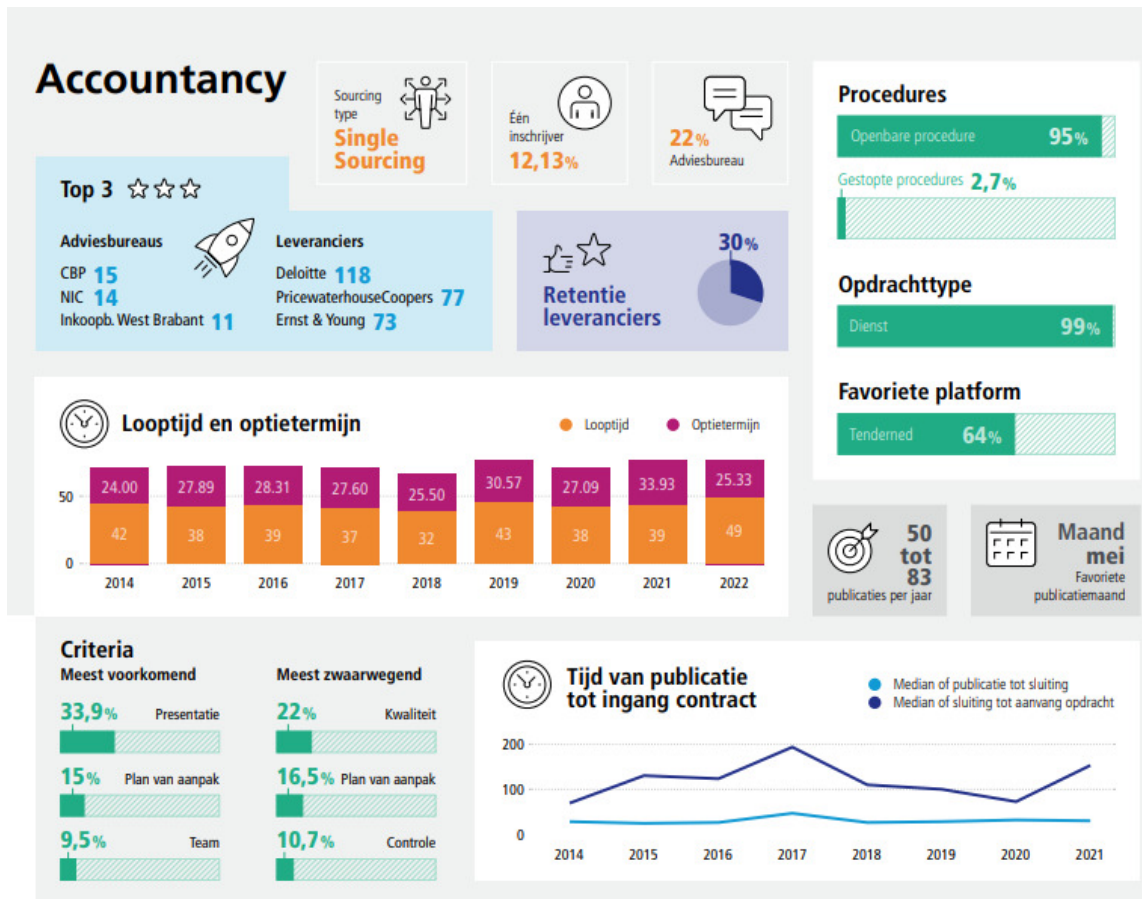 Accountancy
Sourcing
type
Single
Sourcing
Één
inschrijver
12,13%
22%
Adviesbureau
Top 3
Adviesbureaus
CBP 15
NIC 14
Inkoopb. West Brabant 11
Leveranciers
Deloitte 118
PricewaterhouseCoopers 77
Ernst & Young 73
Retentie
leveranciers
30%
Procedures
Openbare procedure 95%
Gestopte procedures 2,7%
Opdrachttype
Dienst 99%
Favoriete platform
Tenderned 64%
Looptijd en optietermijn
Looptijd
Optietermijn
50
0
24.00 27.89 28.31 27.60 25.50 30.57 27.09 33.93 25.33
42 38 39 37 32 43 38 39 49
2014 2015 2016 2017 2018 2019 2020 2021 2022
50
tot
83
publicaties per jaar
Maand
mei
Favoriete
publicatiemaand
Criteria
Meest voorkomend
33,9% Presentatie
15% Plan van aanpak
9,5% Team
Meest zwaarwegend
22% Kwaliteit
16,5% Plan van aanpak
10,7% Controle
Tijd van publicatie
tot ingang contract
Median of publicatie tot sluiting
Median of sluiting tot aanvang opdracht
200
100
0
2014 2015 2016 2017 2018 2019 2020 2021